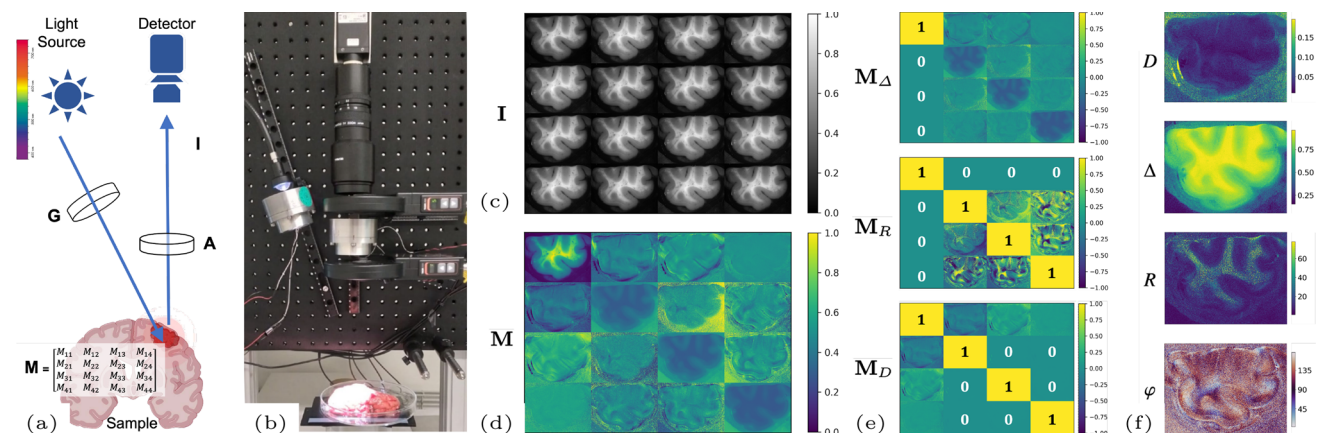 Light
Source
Detector
I
G
A
M =
M11 M12 M13 M14
M21 M22 M23 M24
M31 M32 M33 M34
M41 M42 M43 M44
Sample
(a)
(b)
I
1.0
0.8
0.6
0.4
0.2
0.0
(c)
M
1.0
0.8
0.6
0.4
0.2
0.0
(d)
MΔ
1
0
0
0
1.00
0.75
0.50
0.25
0.00
−0.25
−0.50
−0.75
−1.00
MR
1 0 0 0
0 1
0 1
0 1
1.00
0.75
0.50
0.25
0.00
−0.25
−0.50
−0.75
−1.00
MD
1
1 0 0
0 1 0
0 0 1
1.00
0.75
0.50
0.25
0.00
−0.25
−0.50
−0.75
−1.00
(e)
D
0.15
0.10
0.05
Δ
0.75
0.50
0.25
R
60
40
20
φ
135
90
45
(f)